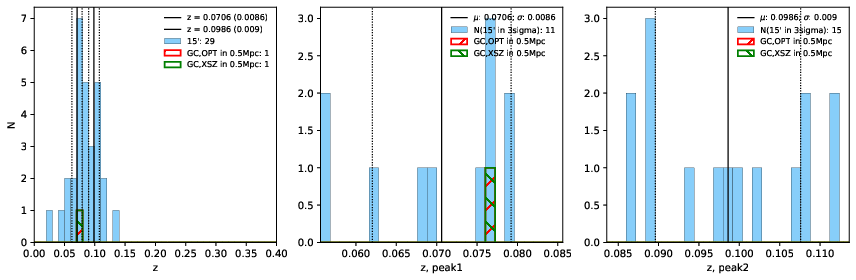 z = 0.0706 (0.0086)
z = 0.0986 (0.009)
15': 29
GC,OPT in 0.5Mpc: 1
GC,XSZ in 0.5Mpc: 1
7
6
5
4
3
2
1
0
N
0.00 0.05 0.10 0.15 0.20 0.25 0.30 0.35 0.40
z
μ: 0.0706; σ: 0.0086
N(15' in 3sigma): 11
GC,OPT in 0.5Mpc
GC,XSZ in 0.5Mpc
3.0
2.5
2.0
1.5
1.0
0.5
0.0
0.060 0.065 0.070 0.075 0.080 0.085
z, peak1
μ: 0.0986; σ: 0.009
N(15' in 3sigma): 15
GC,OPT in 0.5Mpc
GC,XSZ in 0.5Mpc
3.0
2.5
2.0
1.5
1.0
0.5
0.0
0.085 0.090 0.095 0.100 0.105 0.110
z, peak2